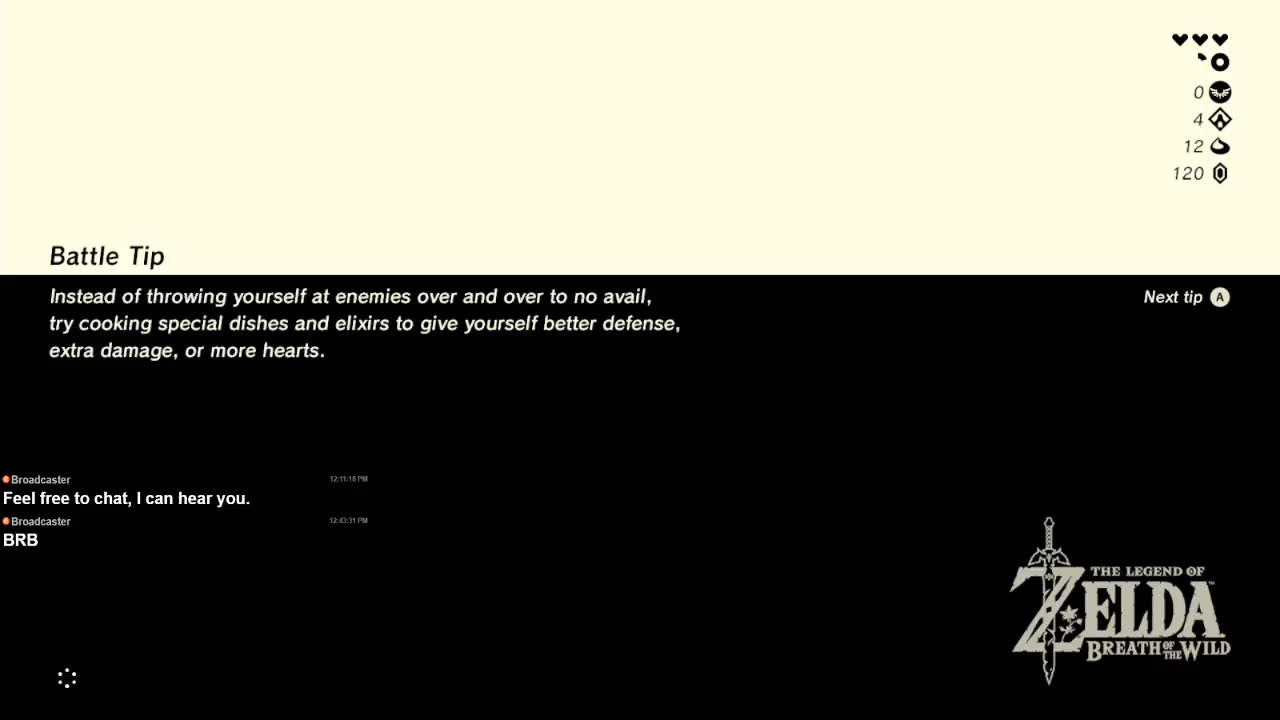 0
4
12
120
Battle Tip
Instead of throwing yourself at enemies over and over to no avail,
try cooking special dishes and elixirs to give yourself better defense,
extra damage, or more hearts.
Next tip A
Broadcaster 12:11:18 PM
Feel free to chat, I can hear you.
Broadcaster 12:43:31 PM
BRB
THE LEGEND OF
ZELDA
BREATH OF THE WILD